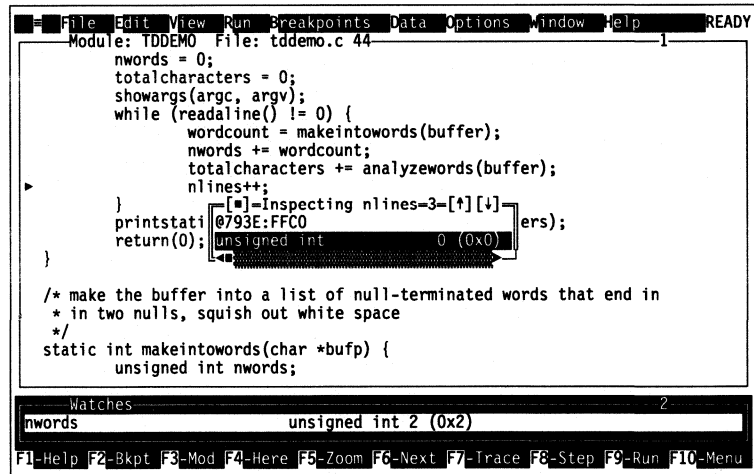 ≡ File Edit View Run Breakpoints Data Options Window Help READY
Module: TDDEMO File: tddemo.c 44 1
nwords = 0;
totalcharacters = 0;
showargs(argc, argv);
while (readaline() != 0) {
wordcount = makeintowords(buffer);
nwords += wordcount;
totalcharacters += analyzewords(buffer);
nlines++;
}
[■]=Inspecting nlines=3=[↑][↓]
printstati ers);
@793E:FFC0
return(0);
unsigned int 0 (0x0)
}
/* make the buffer into a list of null-terminated words that end in
* in two nulls, squish out white space
*/
static int makeintowords(char *bufp) {
unsigned int nwords;
Watches 2
nwords unsigned int 2 (0x2)
F1-Help F2-Bkpt F3-Mod F4-Here F5-Zoom F6-Next F7-Trace F8-Step F9-Run F10-Menu